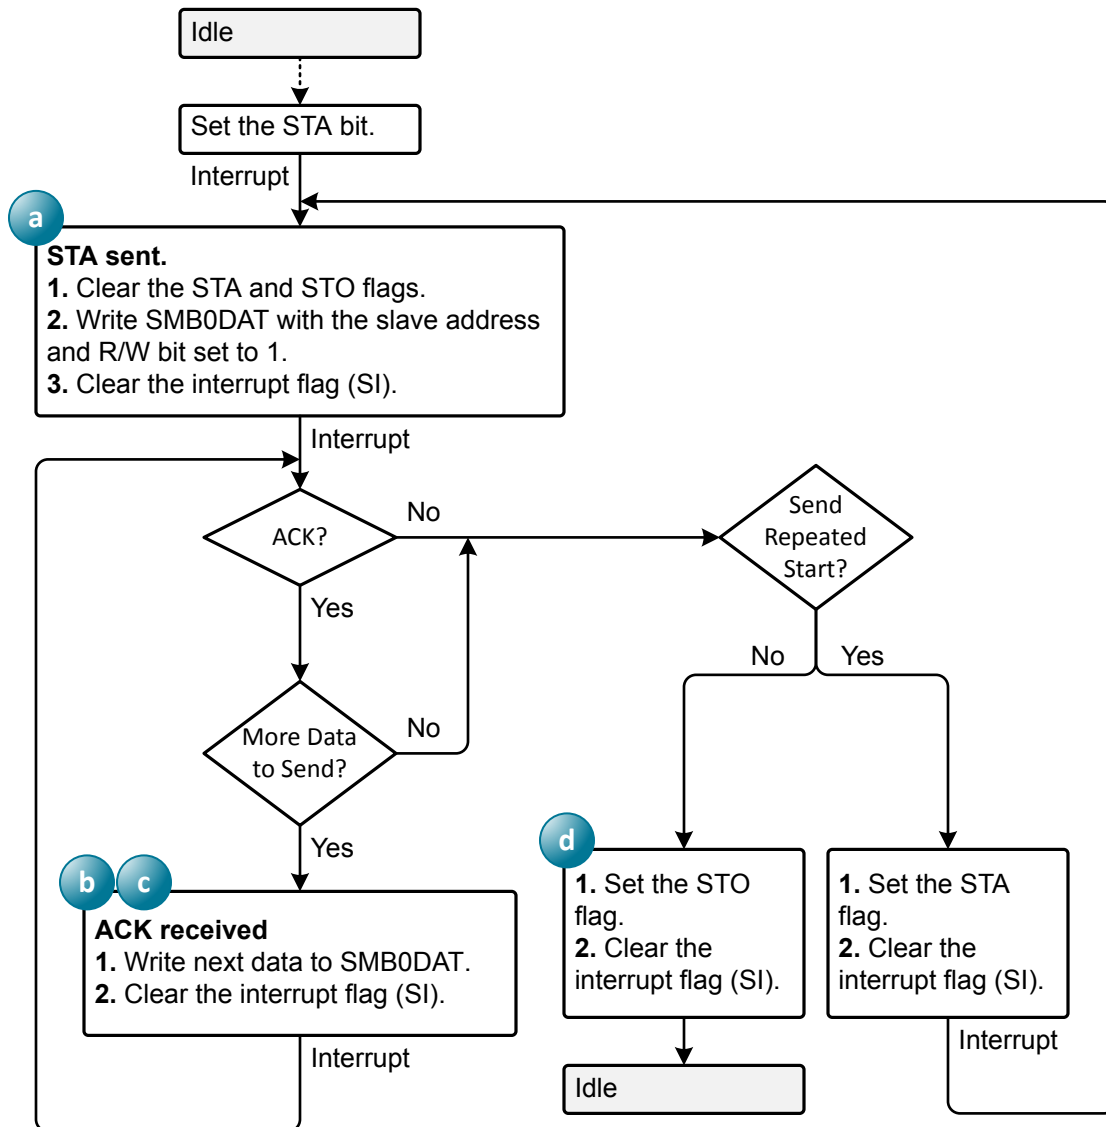 Idle
Set the STA bit.
Interrupt
a
STA sent.
1. Clear the STA and STO flags.
2. Write SMB0DAT with the slave address
and R/W bit set to 1.
3. Clear the interrupt flag (SI).
Interrupt
ACK?
No
Yes
Send
Repeated
Start?
No
Yes
More Data
to Send?
No
Yes
b
c
ACK received
1. Write next data to SMB0DAT.
2. Clear the interrupt flag (SI).
Interrupt
d
1. Set the STO
flag.
2. Clear the
interrupt flag (SI).
Idle
1. Set the STA
flag.
2. Clear the
interrupt flag (SI).
Interrupt